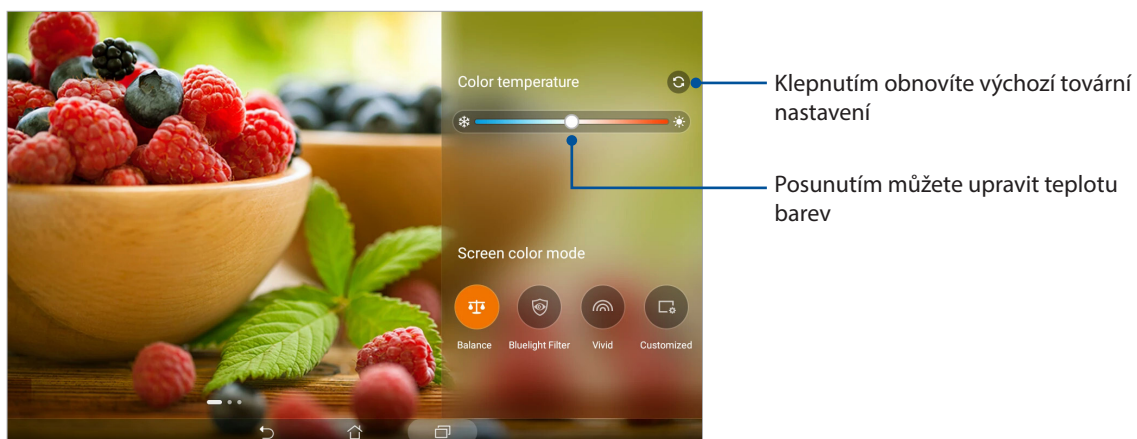 Color temperature
Klepnutím obnovíte výchozí tovární
nastavení
Posunutím můžete upravit teplotu
barev
Screen color mode
Balance
Bluelight Filter
Vivid
Customized